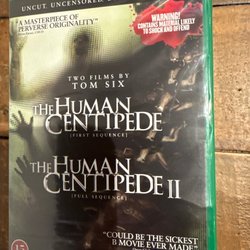 UNCUT. UNCENSORED.
"A MASTERPIECE OF
PERVERSE ORIGINALITY"
WARNING!
CONTAINS MATERIAL LIKELY
TO SHOCK AND OFFEND
TWO FILMS BY
TOM SIX
THE HUMAN
CENTIPEDE
[FIRST SEQUENCE]
THE HUMAN
CENTIPEDE II
[FULL SEQUENCE]
"COULD BE THE SICKEST
B MOVIE EVER MADE"
15